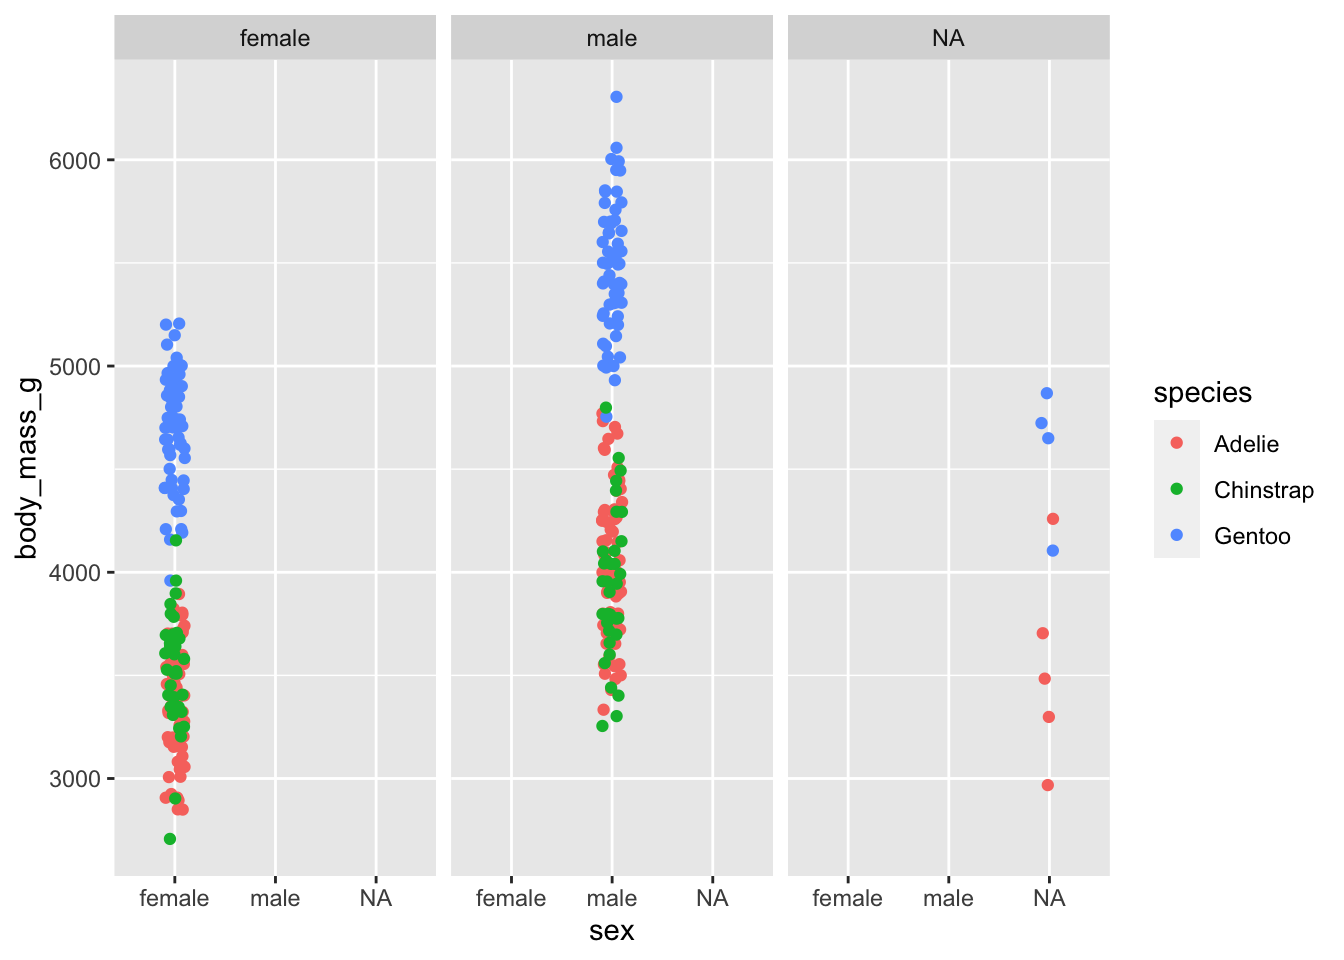 female male NA
6000
5000
4000
3000
body_mass_g
female male NA female male NA female male NA
sex
species
Adelie
Chinstrap
Gentoo